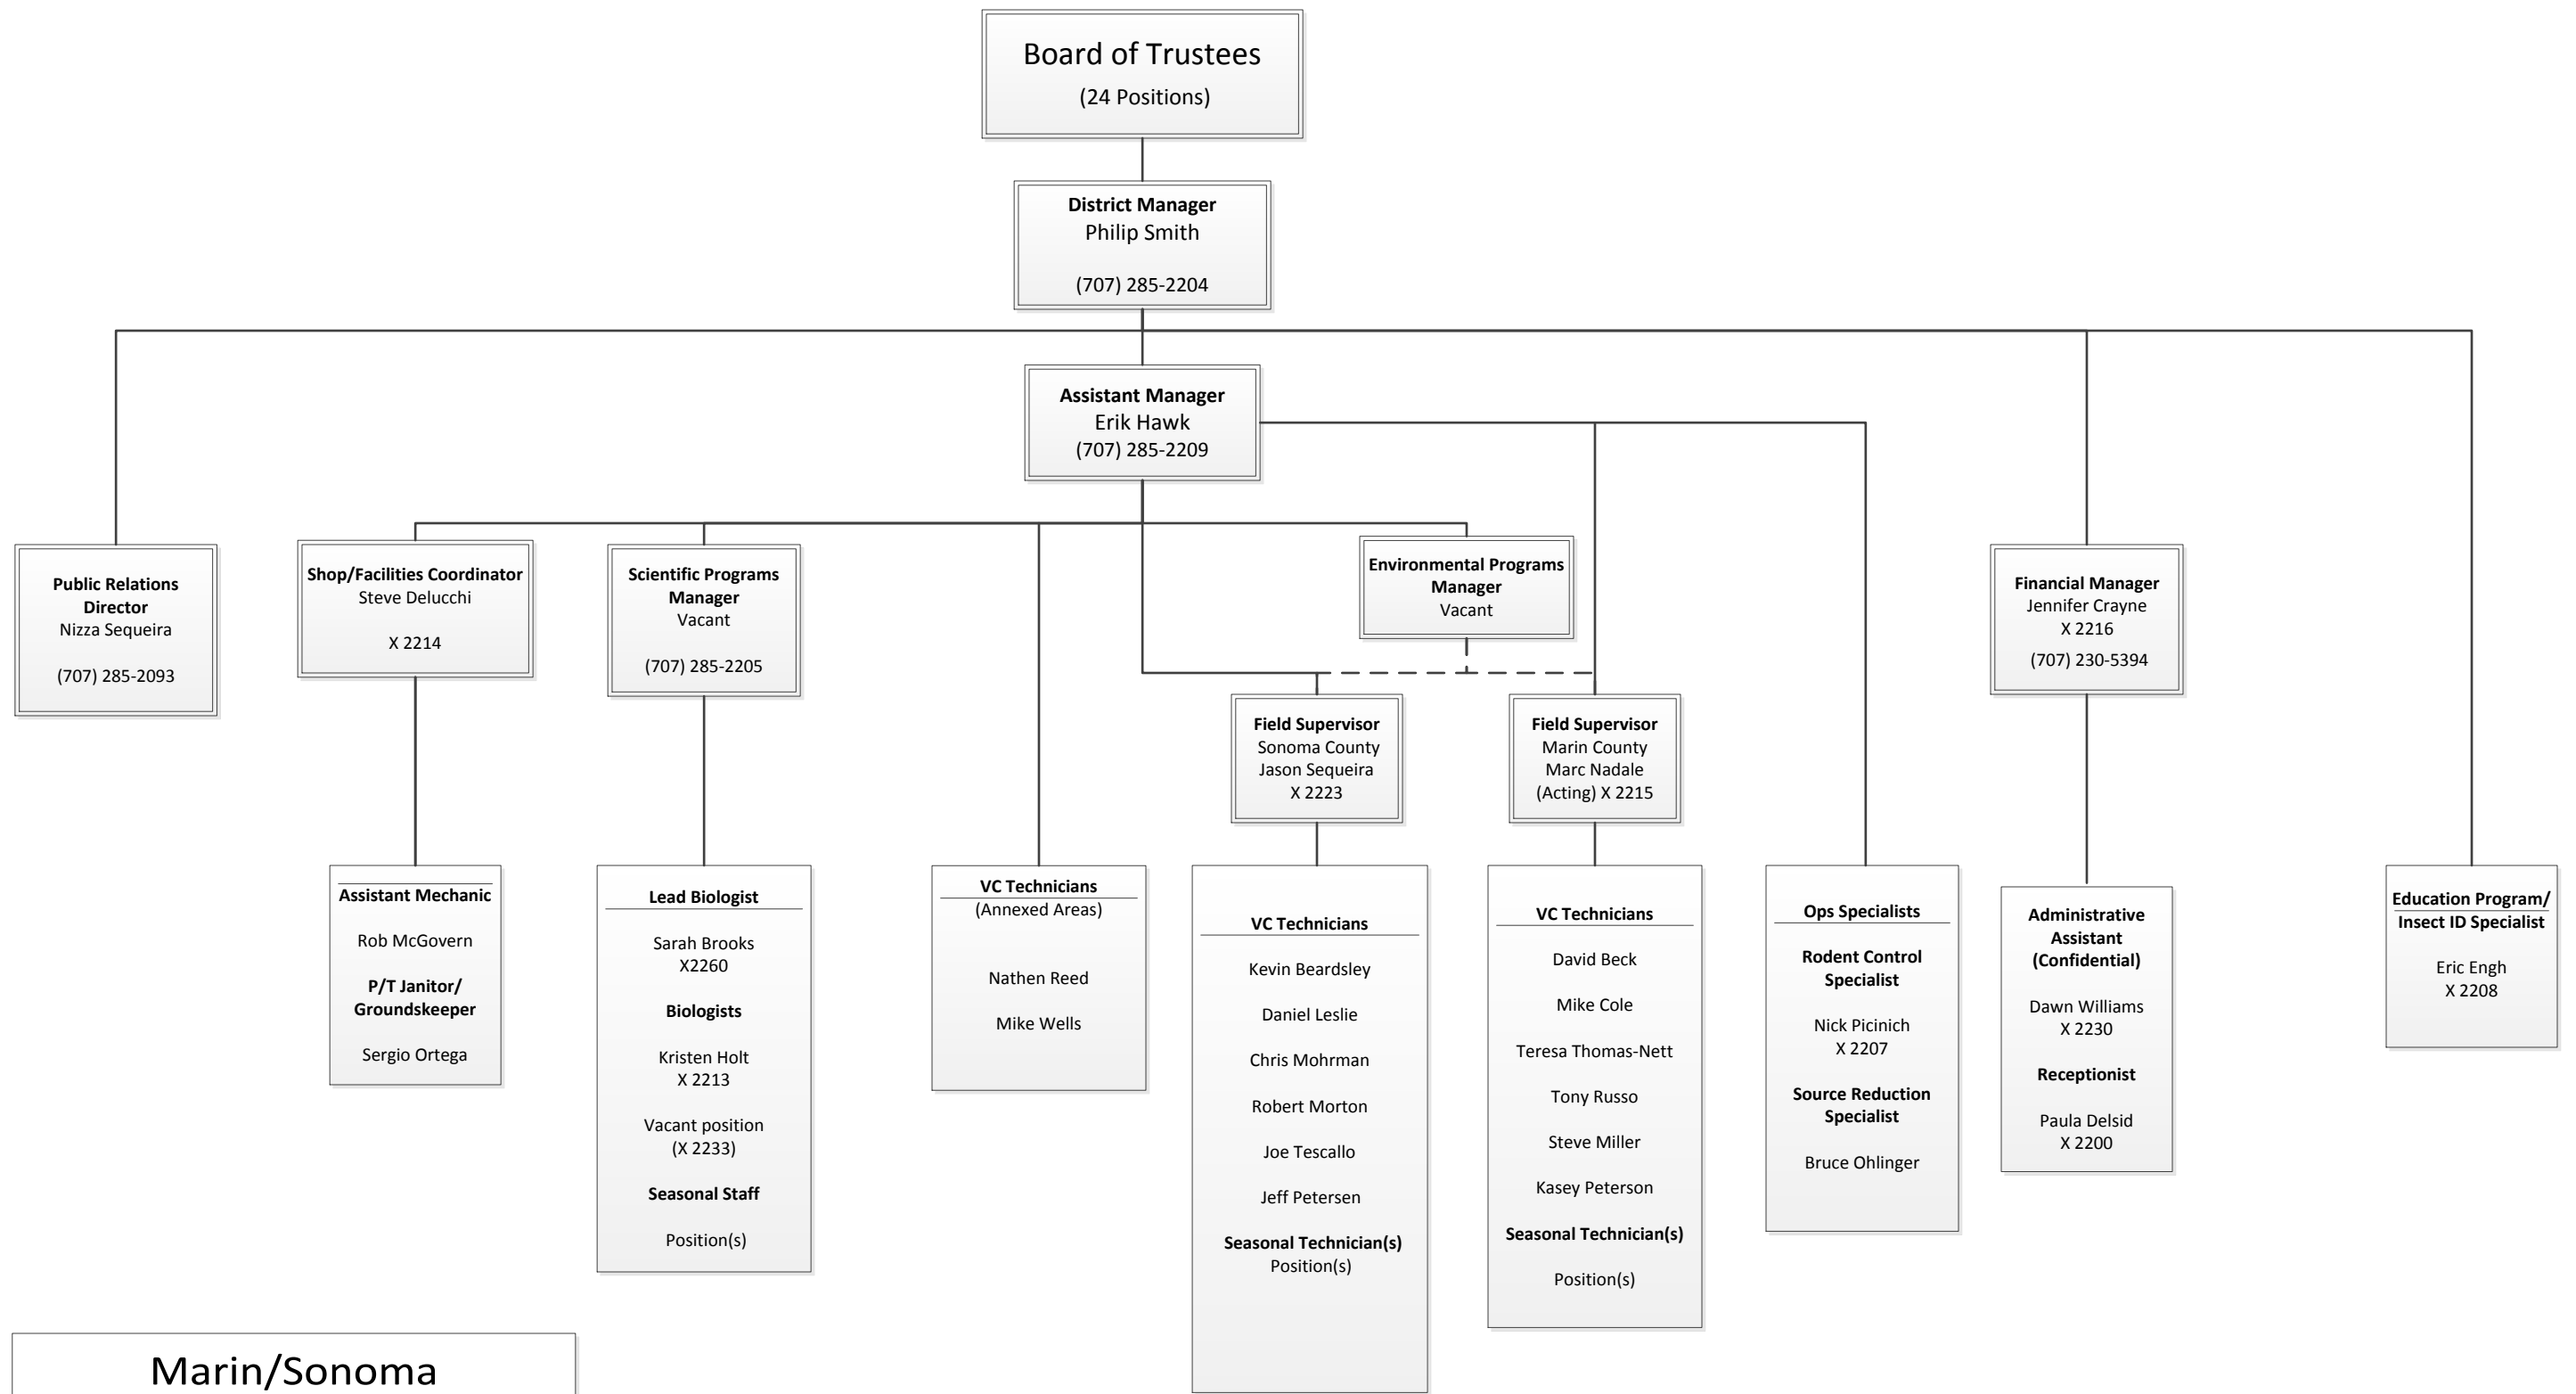 Board of Trustees
(24 Positions)
District Manager
Philip Smith
(707) 285-2204
Assistant Manager
Erik Hawk
(707) 285-2209
Public Relations
Director
Nizza Sequeira
(707) 285-2093
Shop/Facilities Coordinator
Steve Delucchi
X 2214
Scientific Programs
Manager
Vacant
(707) 285-2205
Environmental Programs
Manager
Vacant
Financial Manager
Jennifer Crayne
X 2216
(707) 230-5394
Field Supervisor
Sonoma County
Jason Sequeira
X 2223
Field Supervisor
Marin County
Marc Nadale
(Acting) X 2215
Assistant Mechanic
Rob McGovern
P/T Janitor/
Groundskeeper
Sergio Ortega
Lead Biologist
Sarah Brooks
X2260
Biologists
Kristen Holt
X 2213
Vacant position
(X 2233)
Seasonal Staff
Position(s)
VC Technicians
(Annexed Areas)
Nathen Reed
Mike Wells
VC Technicians
Kevin Beardsley
Daniel Leslie
Chris Mohrman
Robert Morton
Joe Tescallo
Jeff Petersen
Seasonal Technician(s)
Position(s)
VC Technicians
David Beck
Mike Cole
Teresa Thomas-Nett
Tony Russo
Steve Miller
Kasey Peterson
Seasonal Technician(s)
Position(s)
Ops Specialists
Rodent Control
Specialist
Nick Picinich
X 2207
Source Reduction
Specialist
Bruce Ohlinger
Administrative
Assistant
(Confidential)
Dawn Williams
X 2230
Receptionist
Paula Delsid
X 2200
Education Program/
Insect ID Specialist
Eric Engh
X 2208
Marin/Sonoma